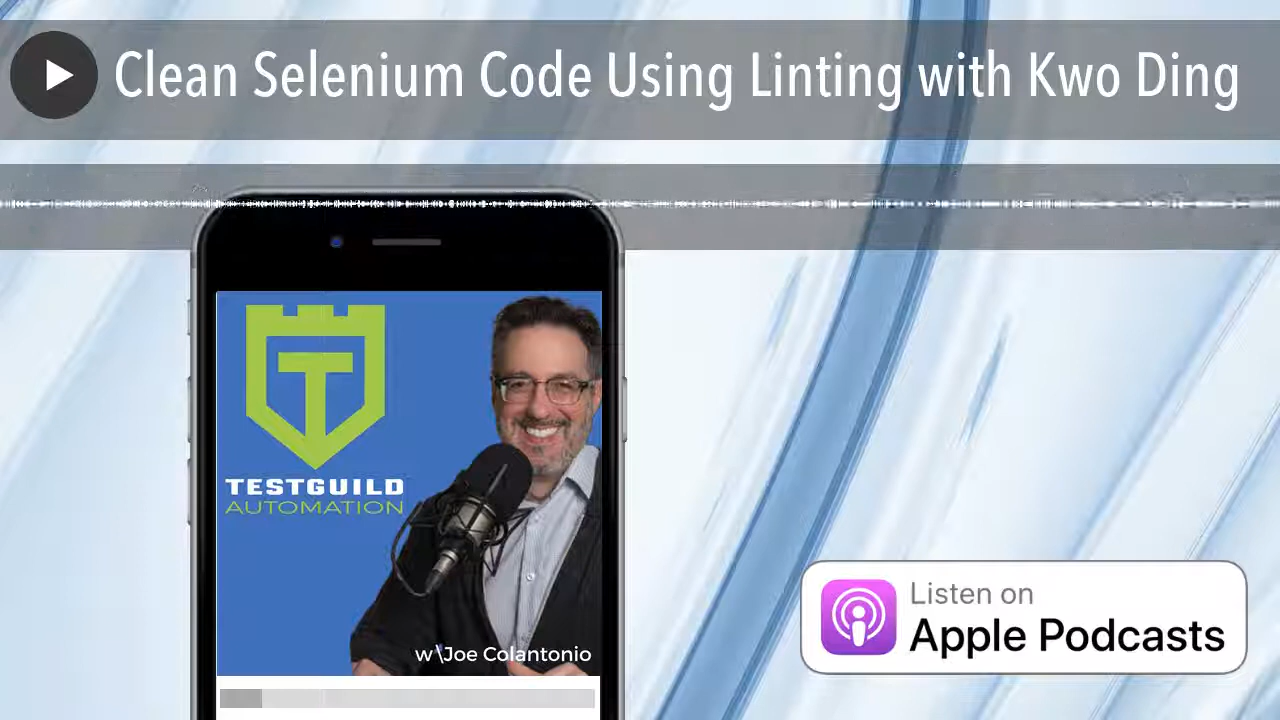 Clean Selenium Code Using Linting with Kwo Ding
T
TESTGUILD
AUTOMATION
w\Joe Colantonio
Listen on
Apple Podcasts